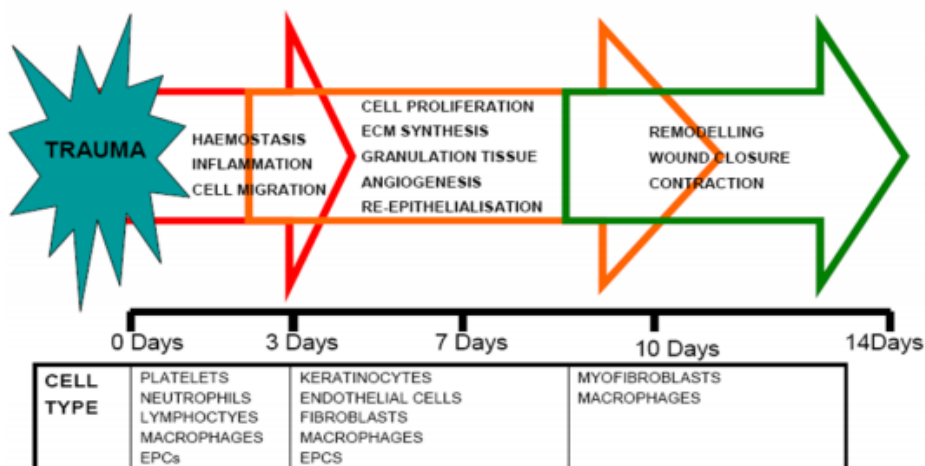 TRAUMA
HAEMOSTASIS
INFLAMMATION
CELL MIGRATION
CELL PROLIFERATION
ECM SYNTHESIS
GRANULATION TISSUE
ANGIOGENESIS
RE-EPITHELIALISATION
REMODELLING
WOUND CLOSURE
CONTRACTION
0 Days 3 Days 7 Days 10 Days 14Days
CELL TYPE
PLATELETS
NEUTROPHILS
LYMPHOCTYES
MACROPHAGES
EPCs
KERATINOCYTES
ENDOTHELIAL CELLS
FIBROBLASTS
MACROPHAGES
EPCS
MYOFIBROBLASTS
MACROPHAGES